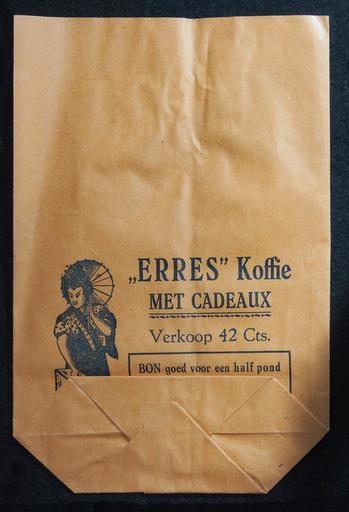 „ERRES” Koffie
MET CADEAUX
Verkoop 42 Cts.
BON goed voor een half pond